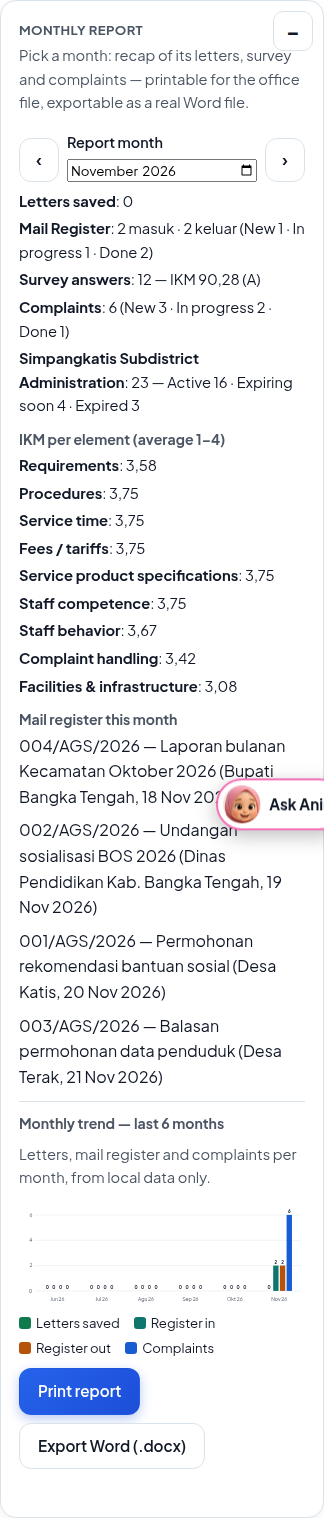 MONTHLY REPORT
–
Pick a month: recap of its letters, survey
and complaints — printable for the office
file, exportable as a real Word file.
Report month
‹
November 2026
›
Letters saved: 0
Mail Register: 2 masuk · 2 keluar (New 1 · In
progress 1 · Done 2)
Survey answers: 12 — IKM 90,28 (A)
Complaints: 6 (New 3 · In progress 2 ·
Done 1)
Simpangkatis Subdistrict
Administration: 23 — Active 16 · Expiring
soon 4 · Expired 3
IKM per element (average 1–4)
Requirements: 3,58
Procedures: 3,75
Service time: 3,75
Fees / tariffs: 3,75
Service product specifications: 3,75
Staff competence: 3,75
Staff behavior: 3,67
Complaint handling: 3,42
Facilities & infrastructure: 3,08
Mail register this month
004/AGS/2026 — Laporan bulanan
Kecamatan Oktober 2026 (Bupati
Bangka Tengah, 18 Nov
Ask Ani
002/AGS/2026 — Undangan
sosialisasi BOS 2026 (Dinas
Pendidikan Kab. Bangka Tengah, 19
Nov 2026)
001/AGS/2026 — Permohonan
rekomendasi bantuan sosial (Desa
Katis, 20 Nov 2026)
003/AGS/2026 — Balasan
permohonan data penduduk (Desa
Terak, 21 Nov 2026)
Monthly trend — last 6 months
Letters, mail register and complaints per
month, from local data only.
6
4
2
0
0 0 0 0 0 0 0 0 0 0 0 0 0 0 0 0 0 0 0 0 0 2 2 6
Jun 26 Jul 26 Agu 26 Sep 26 Okt 26 Nov 26
Letters saved Register in
Register out Complaints
Print report
Export Word (.docx)